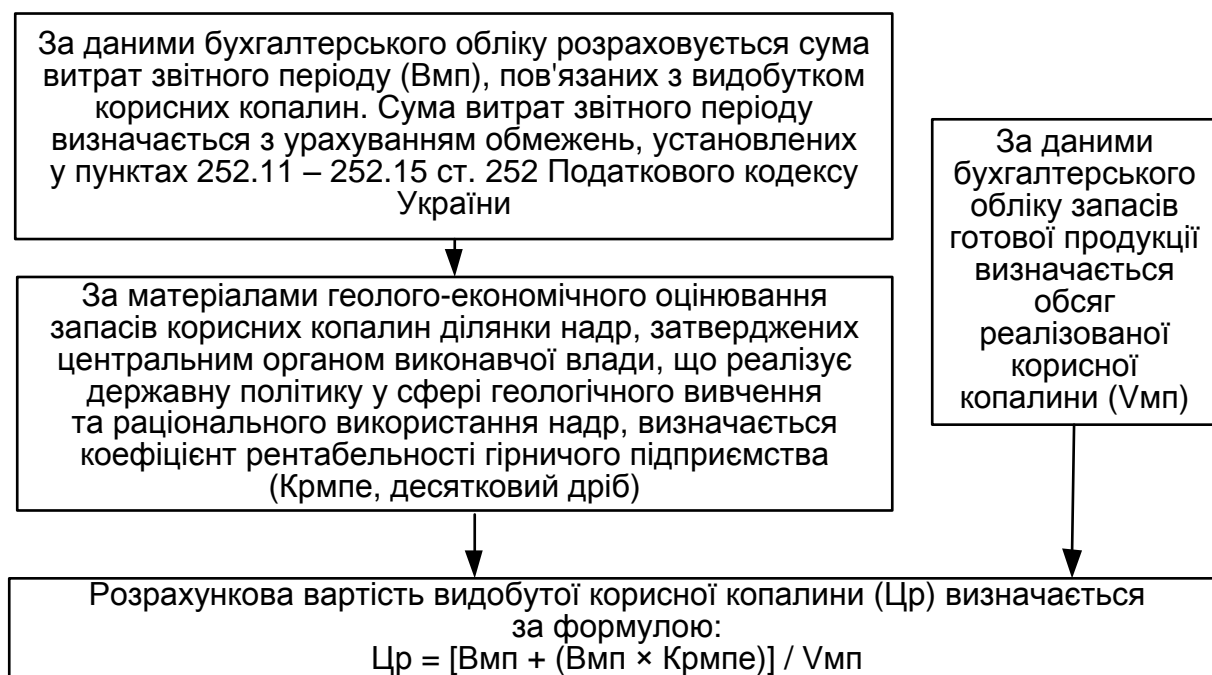 За даними бухгалтерського обліку розраховується сума
витрат звітного періоду (Вмп), пов'язаних з видобутком
корисних копалин. Сума витрат звітного періоду
визначається з урахуванням обмежень, установлених
у пунктах 252.11 – 252.15 ст. 252 Податкового кодексу
України
За матеріалами геолого-економічного оцінювання
запасів корисних копалин ділянки надр, затверджених
центральним органом виконавчої влади, що реалізує
державну політику у сфері геологічного вивчення
та раціонального використання надр, визначається
коефіцієнт рентабельності гірничого підприємства
(Крмпе, десятковий дріб)
За даними
бухгалтерського
обліку запасів
готової продукції
визначається
обсяг
реалізованої
корисної
копалини (Vмп)
Розрахункова вартість видобутої корисної копалини (Цр) визначається
за формулою:
Цр = [Вмп + (Вмп × Крмпе)] / Vмп